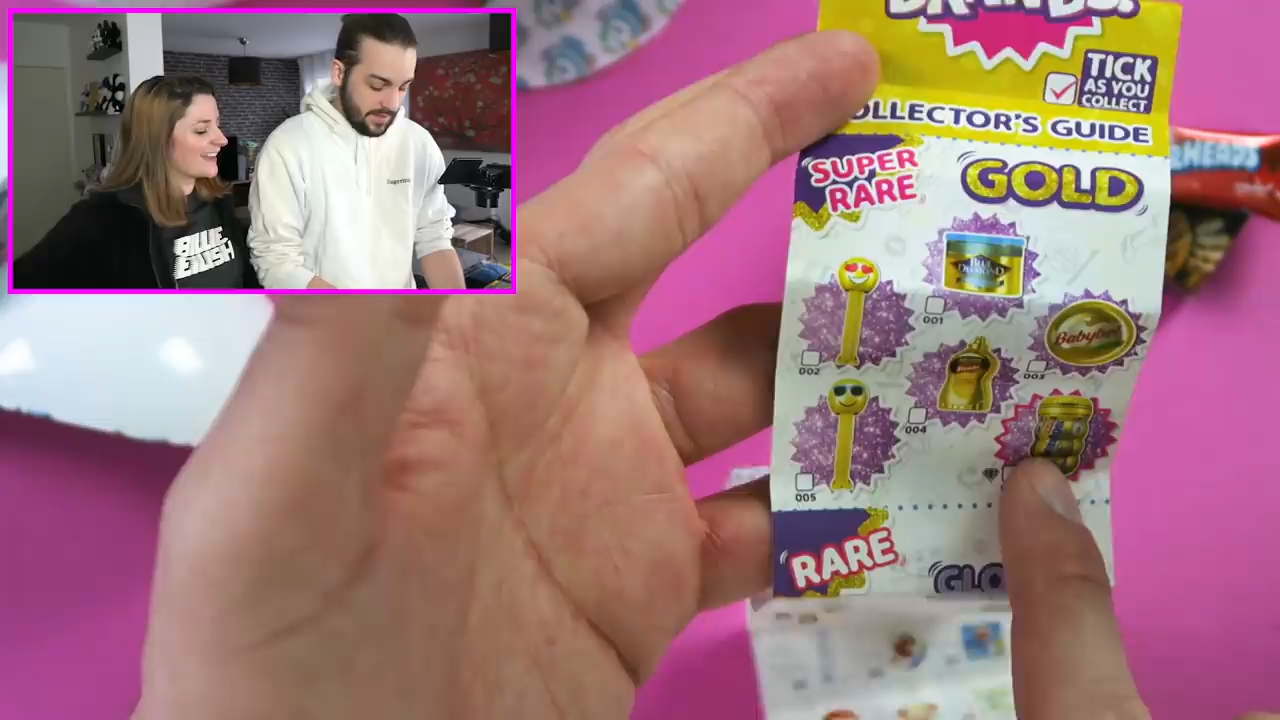 BRANDS!
TICK
AS YOU
COLLECT
COLLECTOR'S GUIDE
SUPER
RARE
GOLD
BLUE
DIAMOND
001
002
Babybel
003
004
005
RARE
GLO
BILLIE
EILISH